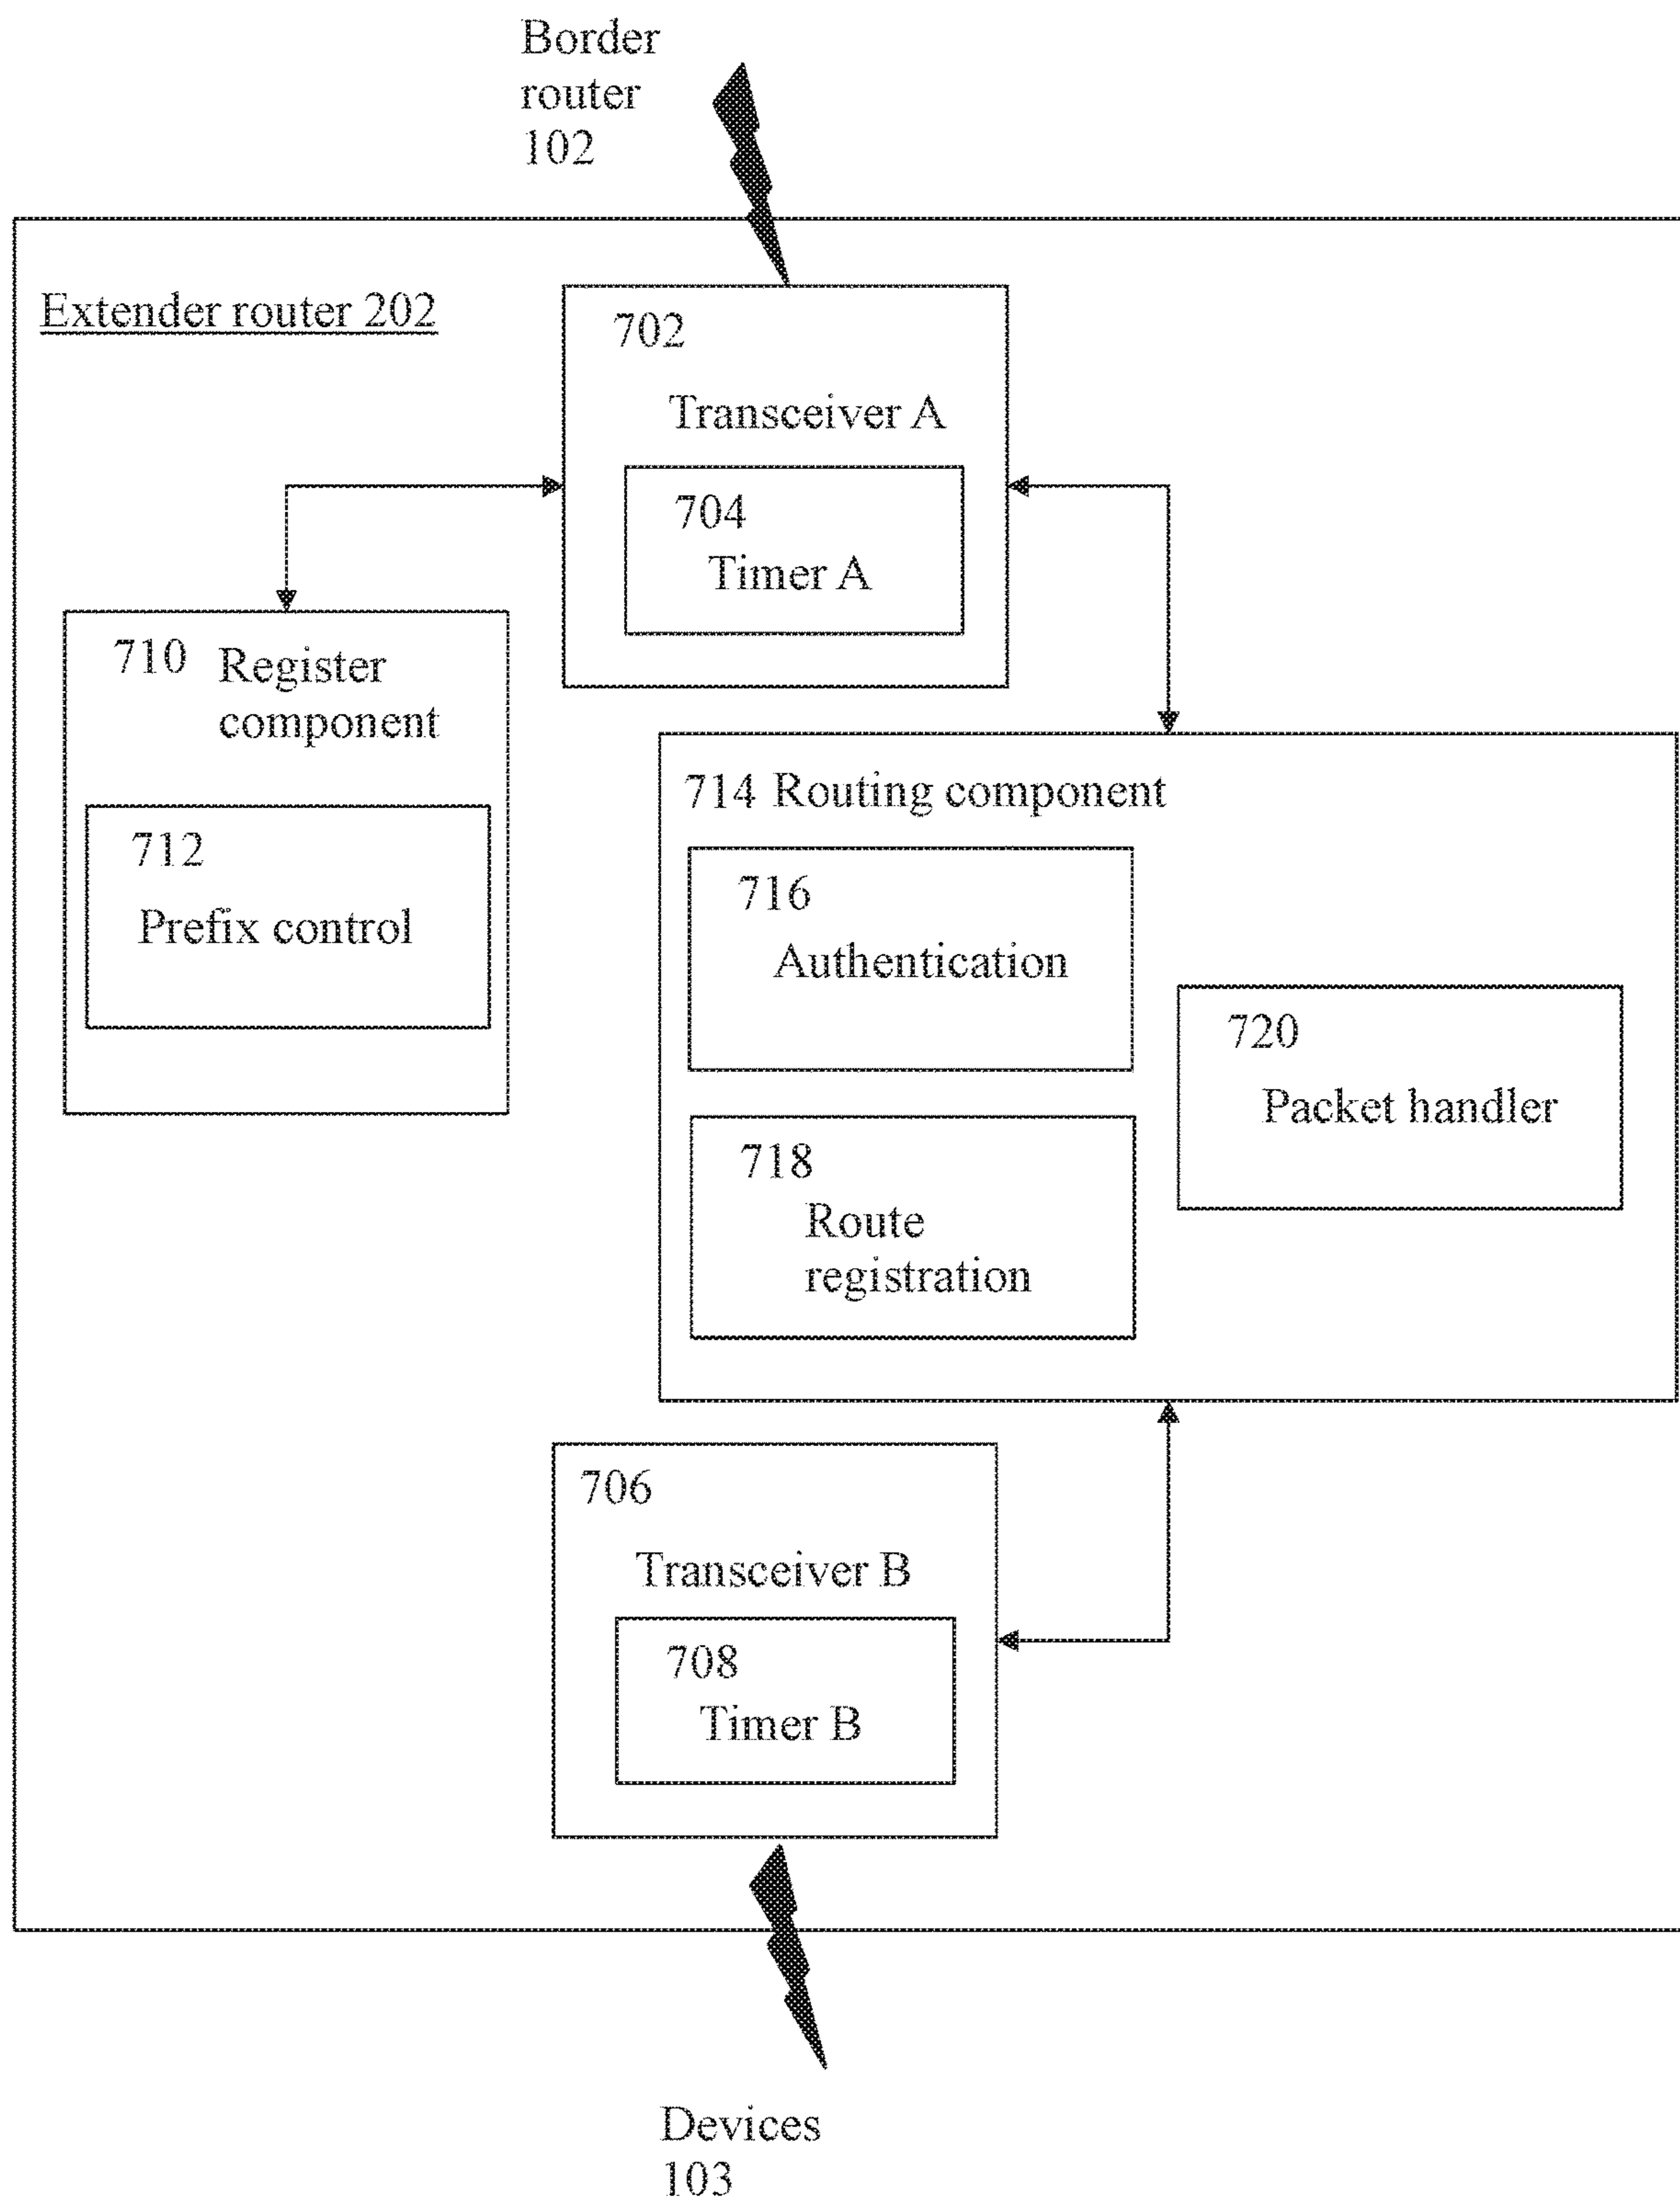 Border
router
102
Extender router 202
702
Transceiver A
704
Timer A
710 Register
component
712
Prefix control
714 Routing component
716
Authentication
718
Route
registration
720
Packet handler
706
Transceiver B
708
Timer B
Devices
103